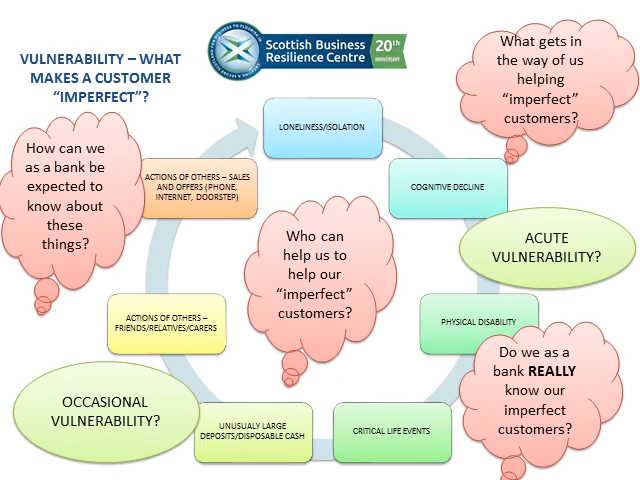 VULNERABILITY – WHAT
MAKES A CUSTOMER
“IMPERFECT”?
Scottish Business
Resilience Centre
20th
ANNIVERSARY
What gets in
the way of us
helping
“imperfect”
customers?
How can we
as a bank be
expected to
know about
these
things?
LONELINESS/ISOLATION
ACTIONS OF OTHERS – SALES
AND OFFERS (PHONE,
INTERNET, DOORSTEP)
COGNITIVE DECLINE
Who can
help us to
help our
“imperfect”
customers?
ACUTE
VULNERABILITY?
ACTIONS OF OTHERS –
FRIENDS/RELATIVES/CARERS
PHYSICAL DISABILITY
Do we as a
bank REALLY
know our
imperfect
customers?
OCCASIONAL
VULNERABILITY?
UNUSUALY LARGE
DEPOSITS/DISPOSABLE CASH
CRITICAL LIFE EVENTS